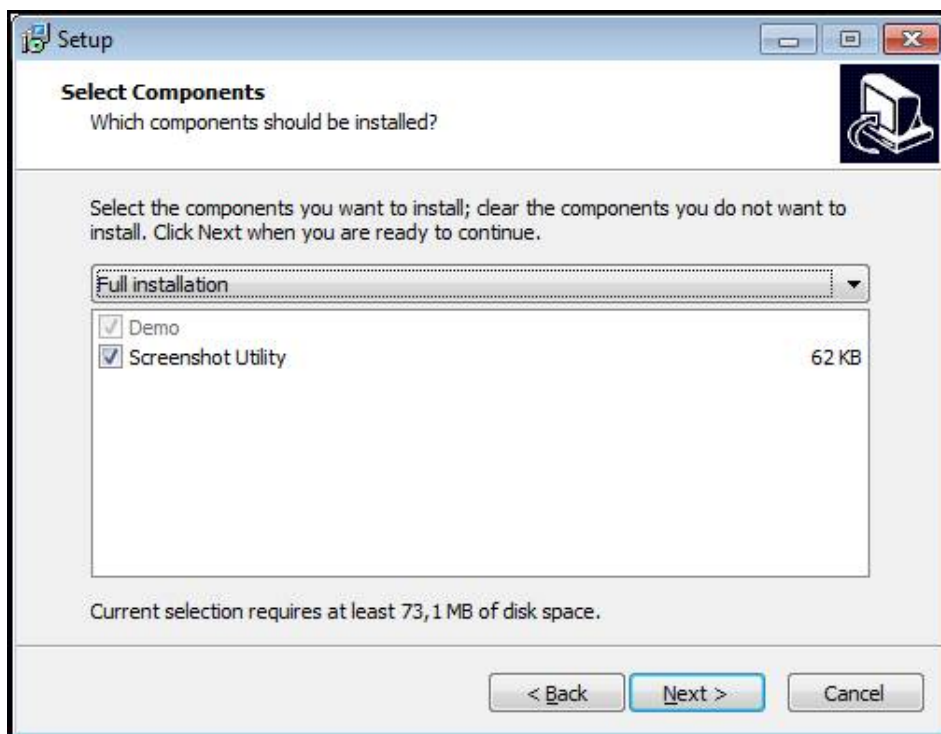 Setup
Select Components
Which components should be installed?
Select the components you want to install; clear the components you do not want to
install. Click Next when you are ready to continue.
Full installation
Demo
Screenshot Utility 62 KB
Current selection requires at least 73,1 MB of disk space.
< Back Next > Cancel